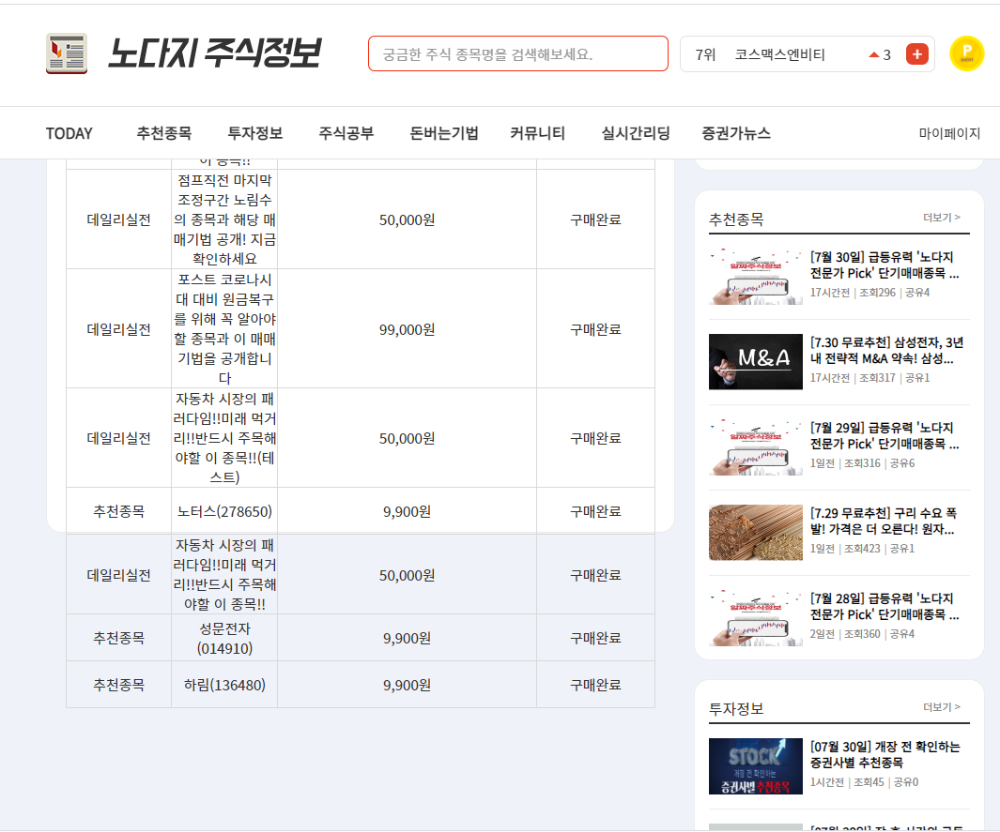 노다지 주식정보
궁금한 주식 종목명을 검색해보세요.
7위 코스맥스엔비티 3
P
TODAY 추천종목 투자정보 주식공부 돈버는기법 커뮤니티 실시간리딩 증권가뉴스 마이페이지
이 종목!!
데일리실전
점프직전 마지막
조정구간 노림수
의 종목과 해당 매
매기법 공개! 지금
확인하세요
50,000원
구매완료
데일리실전
포스트 코로나시
대 대비 원금복구
를 위해 꼭 알아야
할 종목과 이 매매
기법을 공개합니
다
99,000원
구매완료
데일리실전
자동차 시장의 패
러다임!!미래 먹거
리!!반드시 주목해
야할 이 종목!!(테
스트)
50,000원
구매완료
추천종목 노터스(278650) 9,900원 구매완료
데일리실전
자동차 시장의 패
러다임!!미래 먹거
리!!반드시 주목해
야할 이 종목!!
50,000원
구매완료
추천종목
성문전자
(014910)
9,900원
구매완료
추천종목 하림(136480) 9,900원 구매완료
추천종목 더보기 >
알짜주식정보
[7월 30일] 급등유력 '노다지
전문가 Pick' 단기매매종목 ...
17시간전 | 조회296 | 공유4
M&A
[7.30 무료추천] 삼성전자, 3년
내 전략적 M&A 약속! 삼성...
17시간전 | 조회317 | 공유1
알짜주식정보
[7월 29일] 급등유력 '노다지
전문가 Pick' 단기매매종목 ...
1일전 | 조회316 | 공유6
[7.29 무료추천] 구리 수요 폭
발! 가격은 더 오른다! 원자...
1일전 | 조회423 | 공유1
알짜주식정보
[7월 28일] 급등유력 '노다지
전문가 Pick' 단기매매종목 ...
2일전 | 조회360 | 공유4
투자정보 더보기 >
STOCK
개장 전 확인하는
증권사별 추천종목
[07월 30일] 개장 전 확인하는
증권사별 추천종목
1시간전 | 조회45 | 공유0